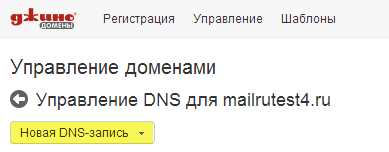 джино Регистрация Управление Шаблоны
ДОМЕНЫ
Управление доменами
Управление DNS для mailrutest4.ru
Новая DNS-запись